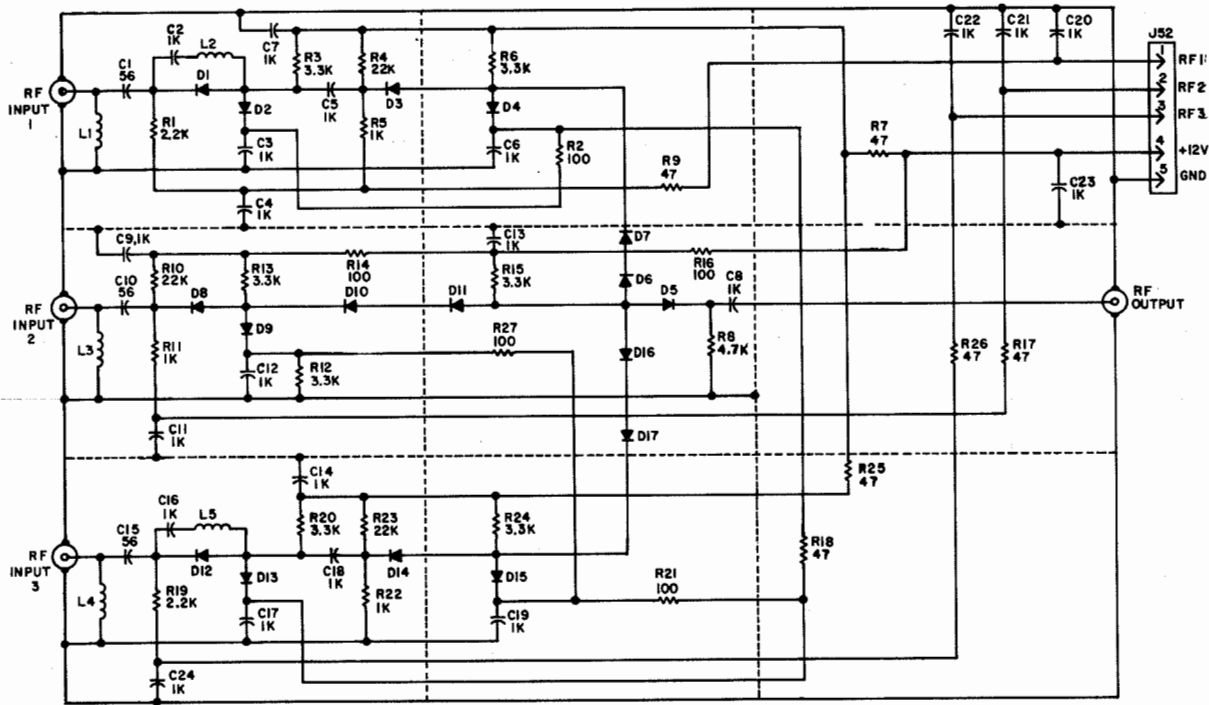 C7
1K
R3
3.3K
R4
22K
R6
3.3K
C22
1K
C21
1K
C20
1K
J52
C2
1K
L2
C1
56
D1
D2
C5
1K
D3
D4
1
RF1
2
RF2
3
RF3
4
+12V
5
GND
RF
INPUT
1
L1
R1
2.2K
C3
1K
R5
1K
C6
1K
R2
100
R7
47
R9
47
C4
1K
C23
1K
C9,1K
C13
1K
D7
R10
22K
R13
3.3K
R14
100
R15
3.3K
D6
R16
100
C10
56
D8
D10
D11
D5
C8
1K
RF
INPUT
2
RF
OUTPUT
D9
R27
100
L3
R11
1K
C12
1K
R12
3.3K
D16
R8
4.7K
R26
47
R17
47
C11
1K
D17
C14
1K
R25
47
C16
1K
L5
C15
56
R20
3.3K
R23
22K
R24
3.3K
R18
47
RF
INPUT
3
D12
D13
C18
1K
D14
D15
L4
R19
2.2K
C17
1K
R22
1K
C19
1K
R21
100
C24
1K